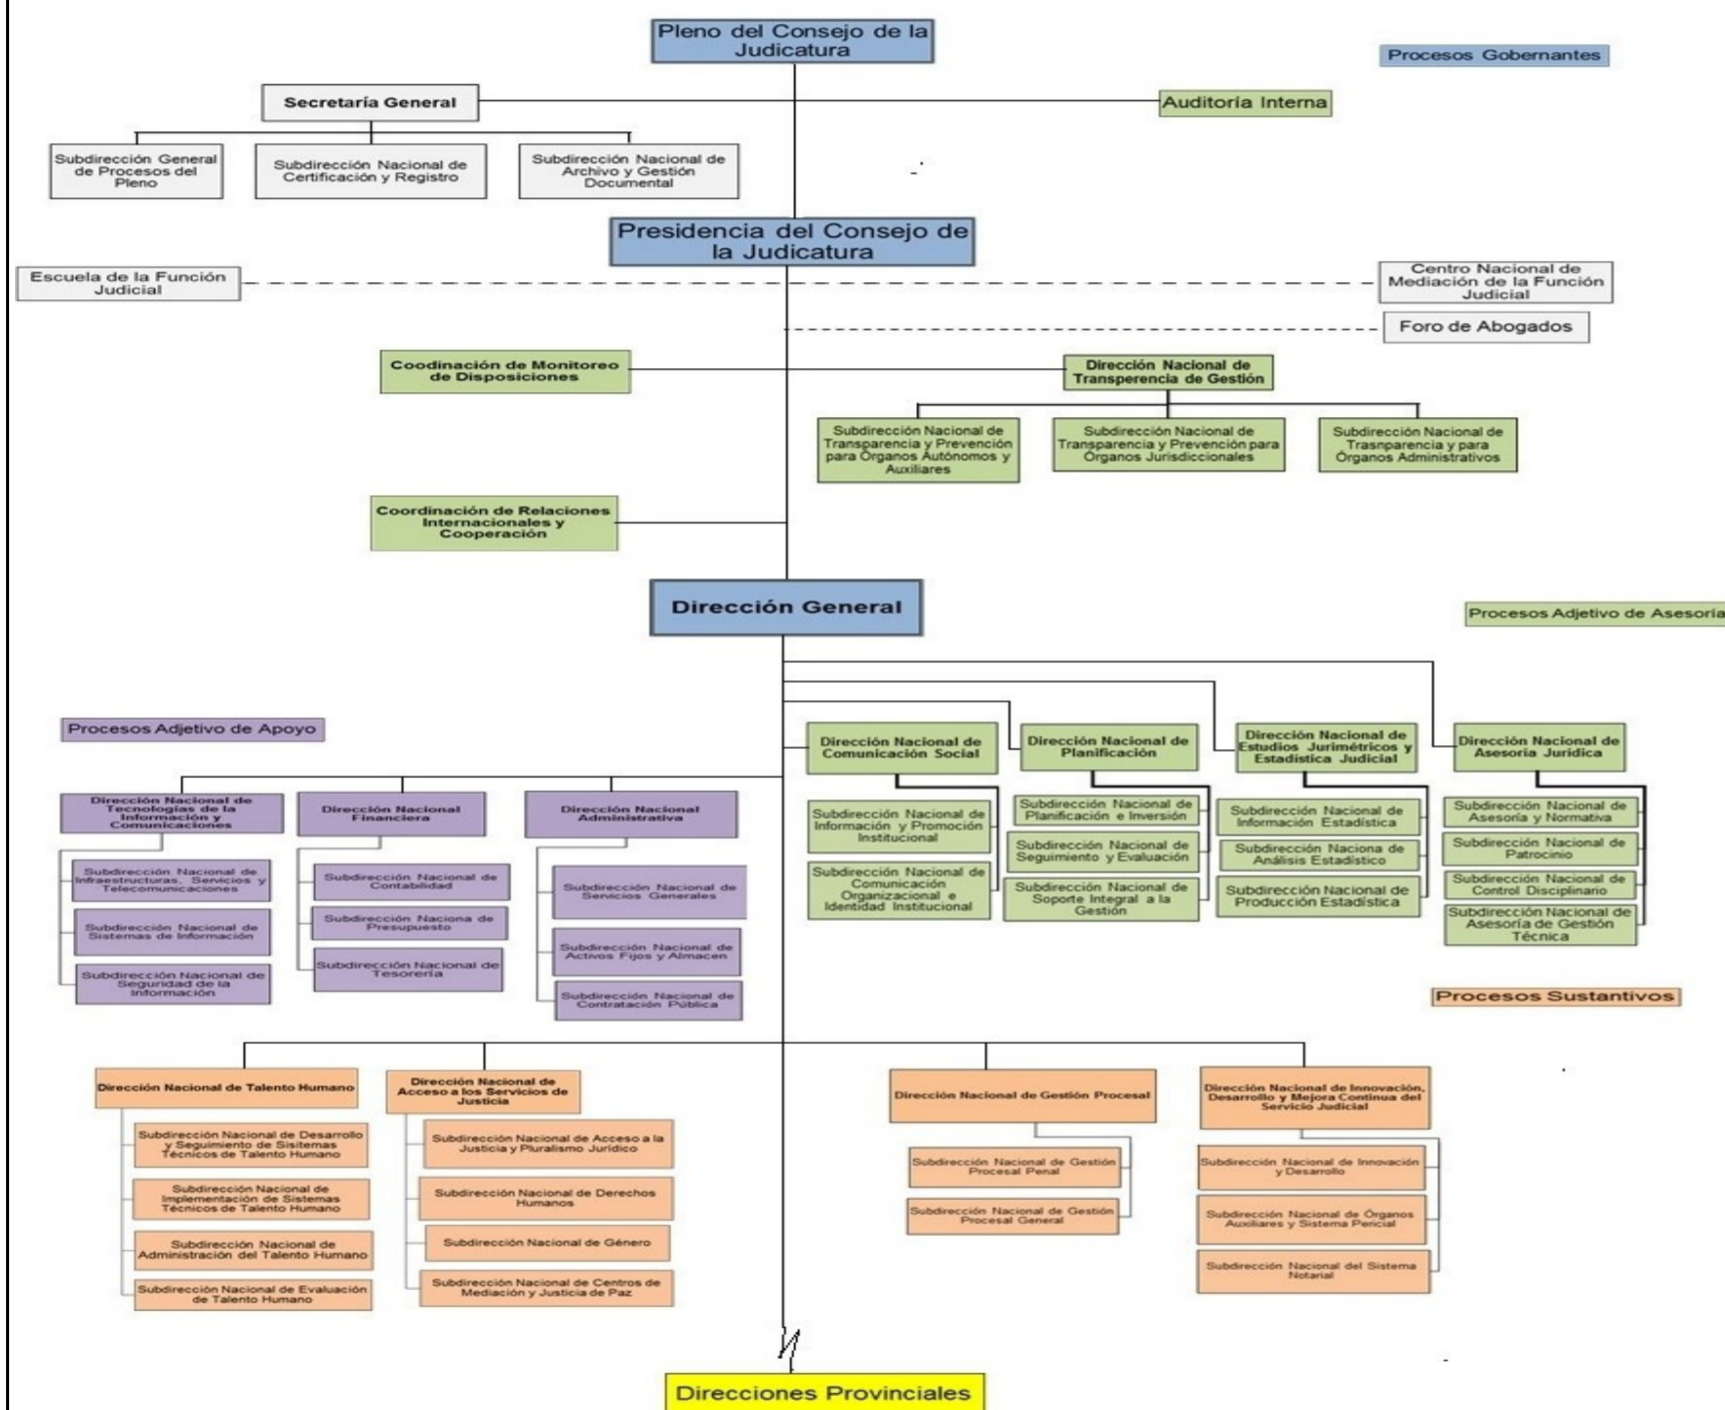 Pleno del Consejo de la
Judicatura
Procesos Gobernantes
Secretaría General
Auditoría Interna
Subdirección General
de Procesos del
Pleno
Subdirección Nacional de
Certificación y Registro
Subdirección Nacional de
Archivo y Gestión
Documental
Presidencia del Consejo de
la Judicatura
Escuela de la Función
Judicial
Centro Nacional de
Mediación de la Función
Judicial
Foro de Abogados
Coodinación de Monitoreo
de Disposiciones
Dirección Nacional de
Transperencia de Gestión
Subdirección Nacional de
Transparencia y Prevención
para Órganos Autónomos y
Auxiliares
Subdirección Nacional de
Transparencia y Prevención para
Órganos Jurisdiccionales
Subdirección Nacional de
Trasnparencia y para
Órganos Administrativos
Coordinación de Relaciones
Internacionales y
Cooperación
Dirección General
Procesos Adjetivo de Asesoría
Procesos Adjetivo de Apoyo
Dirección Nacional de
Comunicación Social
Dirección Nacional de
Planificación
Dirección Nacional de
Estudios Jurimétricos y
Estadística Judicial
Dirección Nacional de
Asesoría Jurídica
Subdirección Nacional de
Información y Promoción
Institucional
Subdirección Nacional de
Comunicación
Organizacional e
Identidad Institucional
Subdirección Nacional de
Planificación e Inversión
Subdirección Nacional de
Seguimiento y Evaluación
Subdirección Nacional de
Soporte Integral a la
Gestión
Subdirección Nacional de
Información Estadística
Subdirección Naciona de
Análisis Estadístico
Subdirección Nacional de
Producción Estadística
Subdirección Nacional de
Asesoría y Normativa
Subdirección Nacional de
Patrocinio
Subdirección Nacional de
Control Disciplinario
Subdirección Nacional de
Asesoría de Gestión
Técnica
Dirección Nacional de
Tecnologías de la
Información y
Comunicaciones
Dirección Nacional
Financiera
Dirección Nacional
Administrativa
Subdirección Nacional de
Infraestructuras, Servicios y
Telecomunicaciones
Subdirección Nacional de
Sistemas de Información
Subdirección Nacional de
Seguridad de la
Información
Subdirección Nacional de
Contabilidad
Subdirección Naciona de
Presupuesto
Subdirección Nacional de
Tesorería
Subdirección Nacional de
Servicios Generales
Subdirección Nacional de
Activos Fijos y Almacen
Subdirección Nacional de
Contratación Pública
Procesos Sustantivos
Dirección Nacional de Talento Humano
Dirección Nacional de
Acceso a los Servicios de
Justicia
Dirección Nacional de Gestión Procesal
Dirección Nacional de Innovación,
Desarrollo y Mejora Continua del
Servicio Judicial
Subdirección Nacional de Desarrollo
y Seguimiento de Sisitemas
Técnicos de Talento Humano
Subdirección Nacional de
Implementación de Sistemas
Técnicos de Talento Humano
Subdirección Nacional de
Administración del Talento Humano
Subdirección Nacional de Evaluación
de Talento Humano
Subdirección Nacional de Acceso a la
Justicia y Pluralismo Jurídico
Subdirección Nacional de Derechos
Humanos
Subdirección Nacional de Género
Subdirección Nacional de Centros de
Mediación y Justicia de Paz
Subdirección Nacional de Gestión
Procesal Penal
Subdirección Nacional de Gestión
Procesal General
Subdirección Nacional de Innovación
y Desarrollo
Subdirección Nacional de Órganos
Auxiliares y Sistema Pericial
Subdirección Nacional del Sistema
Notarial
Direcciones Provinciales